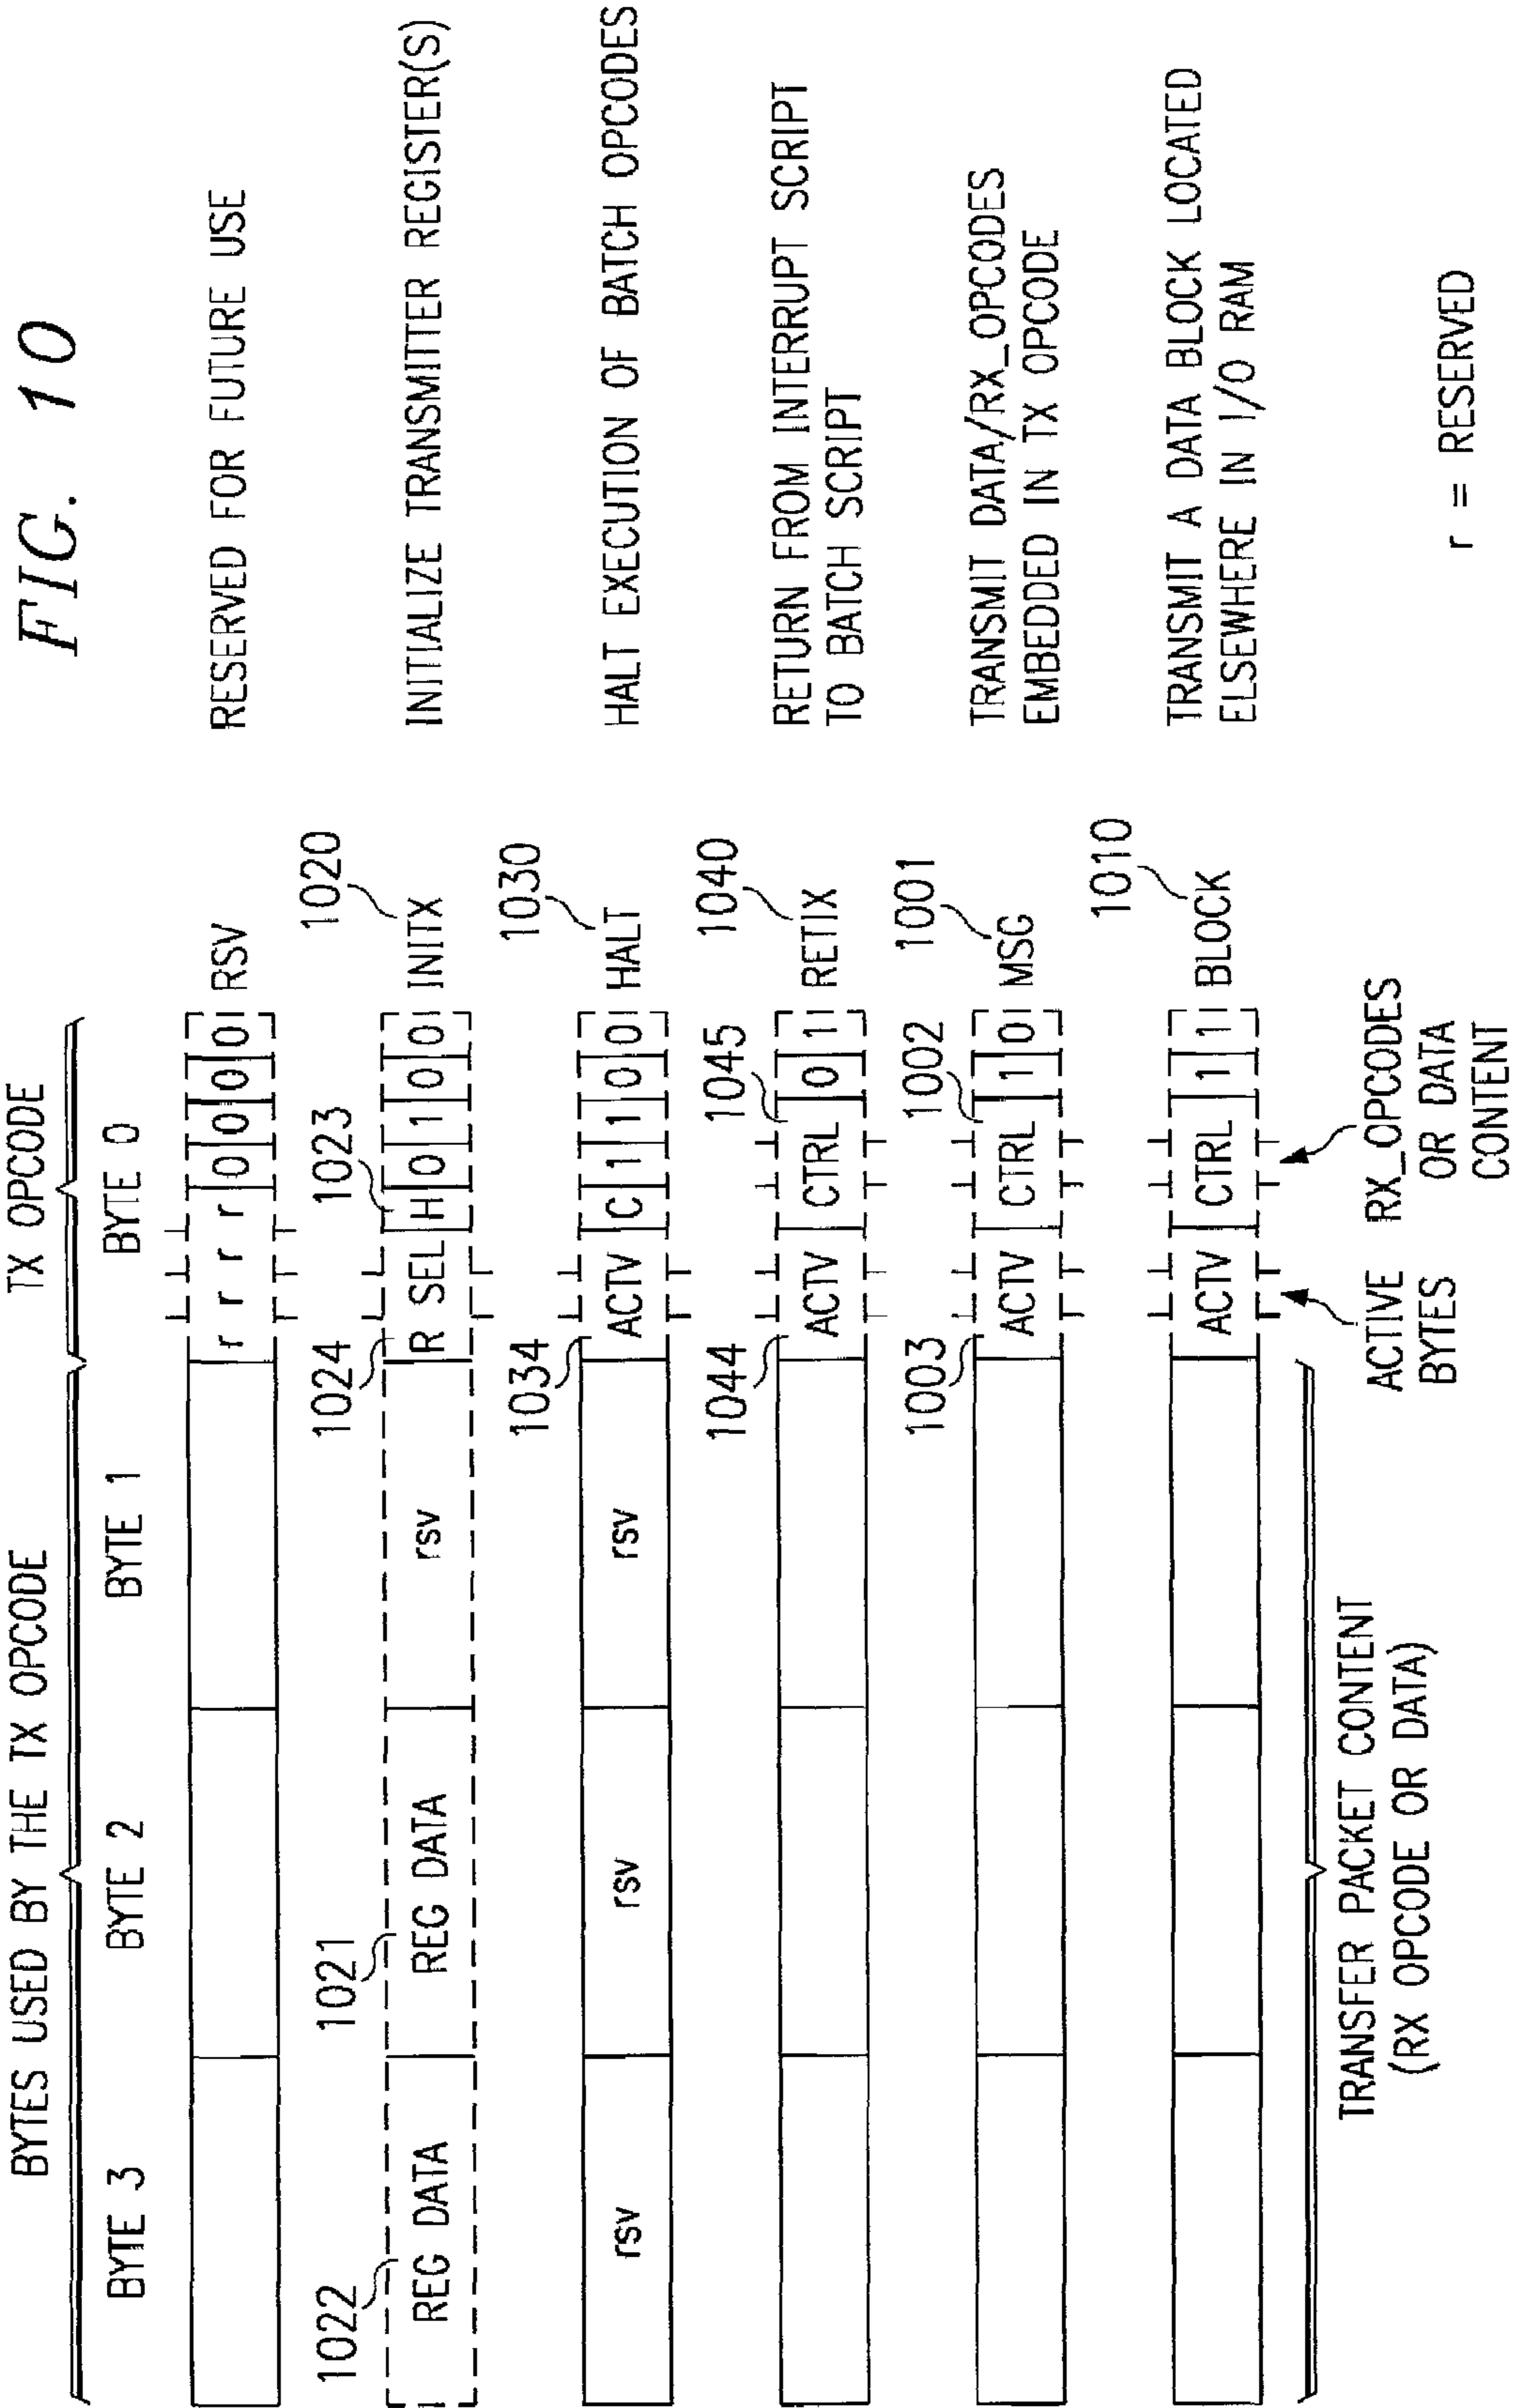 FIG. 10
BYTES USED BY THE TX OPCODE
TX OPCODE
BYTE 3 BYTE 2 BYTE 1 BYTE 0
r r r 0 0 0 0 RSV RESERVED FOR FUTURE USE
1022 1021 1024 1023 1020
REG DATA REG DATA rsv R SEL H 0 1 0 0 INITX INITIALIZE TRANSMITTER REGISTER(S)
1034 1030
rsv rsv rsv ACTV C 1 1 0 0 HALT HALT EXECUTION OF BATCH OPCODES
1044 1045 1040
ACTV CTRL 0 1 RETIX RETURN FROM INTERRUPT SCRIPT
TO BATCH SCRIPT
1003 1002 1001
ACTV CTRL 1 0 MSG TRANSMIT DATA/RX_OPCODES
EMBEDDED IN TX OPCODE
1010
ACTV CTRL 1 1 BLOCK TRANSMIT A DATA BLOCK LOCATED
ELSEWHERE IN I/O RAM
TRANSFER PACKET CONTENT
(RX OPCODE OR DATA)
ACTIVE
BYTES
RX_OPCODES
OR DATA
CONTENT
r = RESERVED